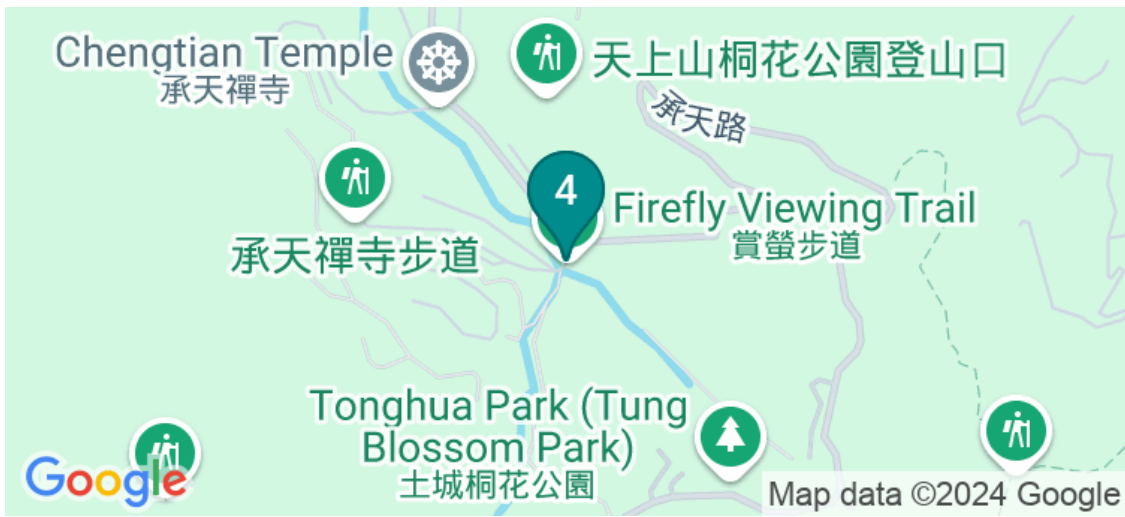 Chengtian Temple
承天禪寺
天上山桐花公園登山口
承天路
4
Firefly Viewing Trail
賞螢步道
承天禪寺步道
Tonghua Park (Tung
Blossom Park)
土城桐花公園
Google
Map data ©2024 Google